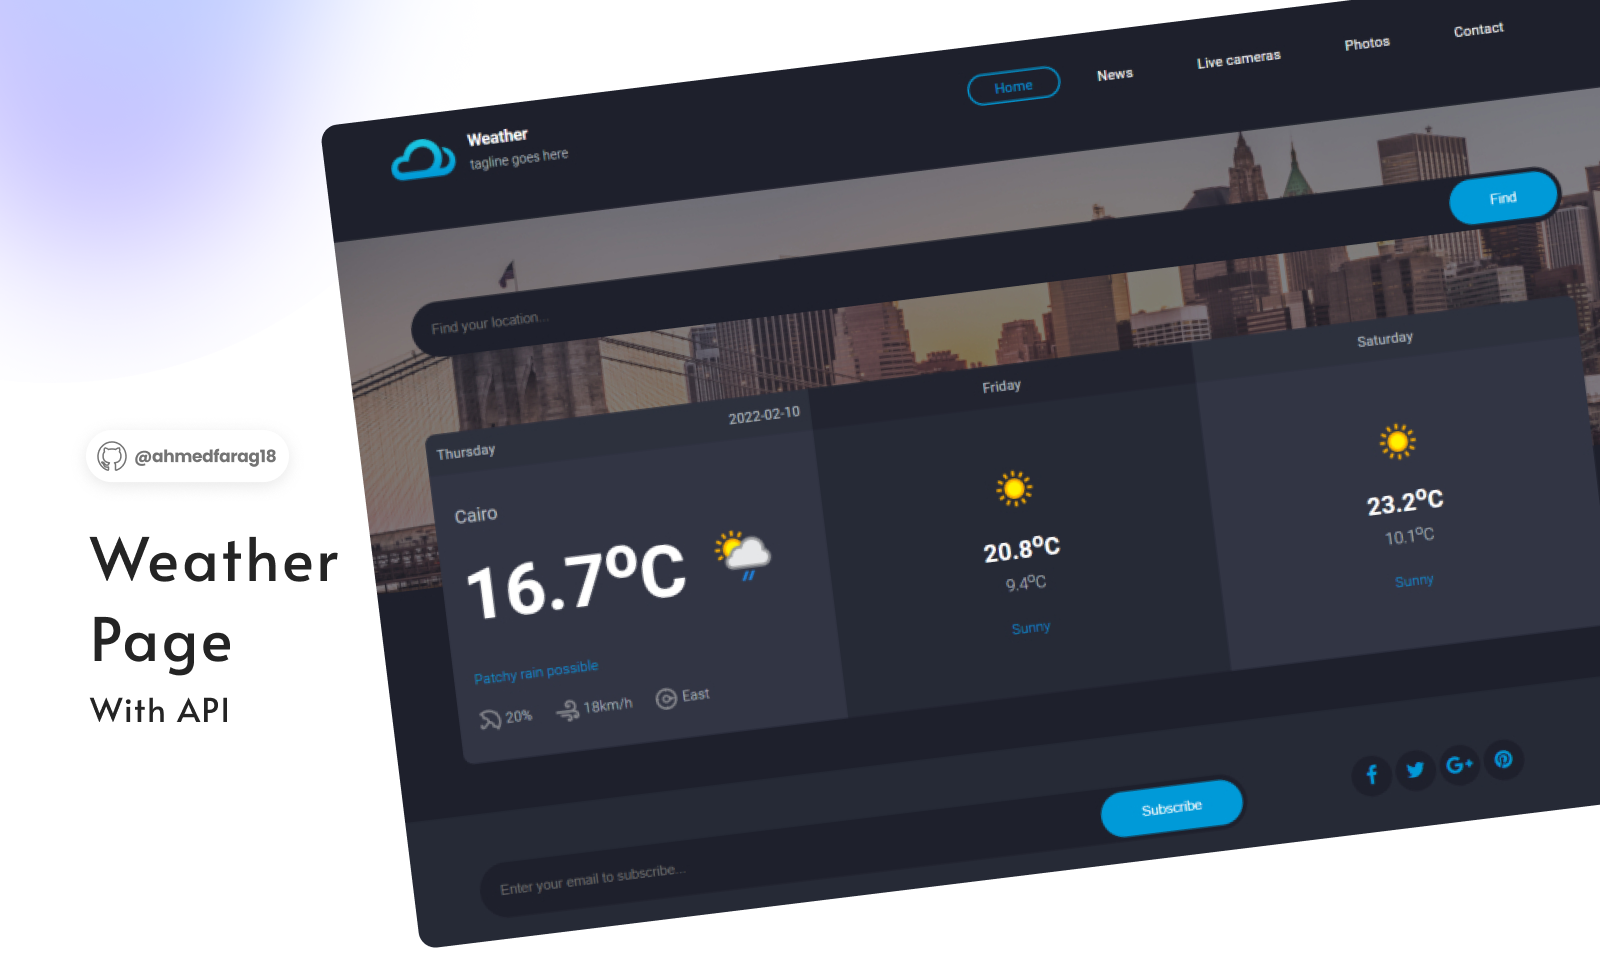 Weather
tagline goes here
Home
News
Live cameras
Photos
Contact
Find your location...
Find
Thursday
2022-02-10
Friday
Saturday
Cairo
16.7°C
Patchy rain possible
20%
18km/h
East
20.8°C
9.4°C
Sunny
23.2°C
10.1°C
Sunny
Enter your email to subscribe...
Subscribe
@ahmedfarag18
Weather
Page
With API